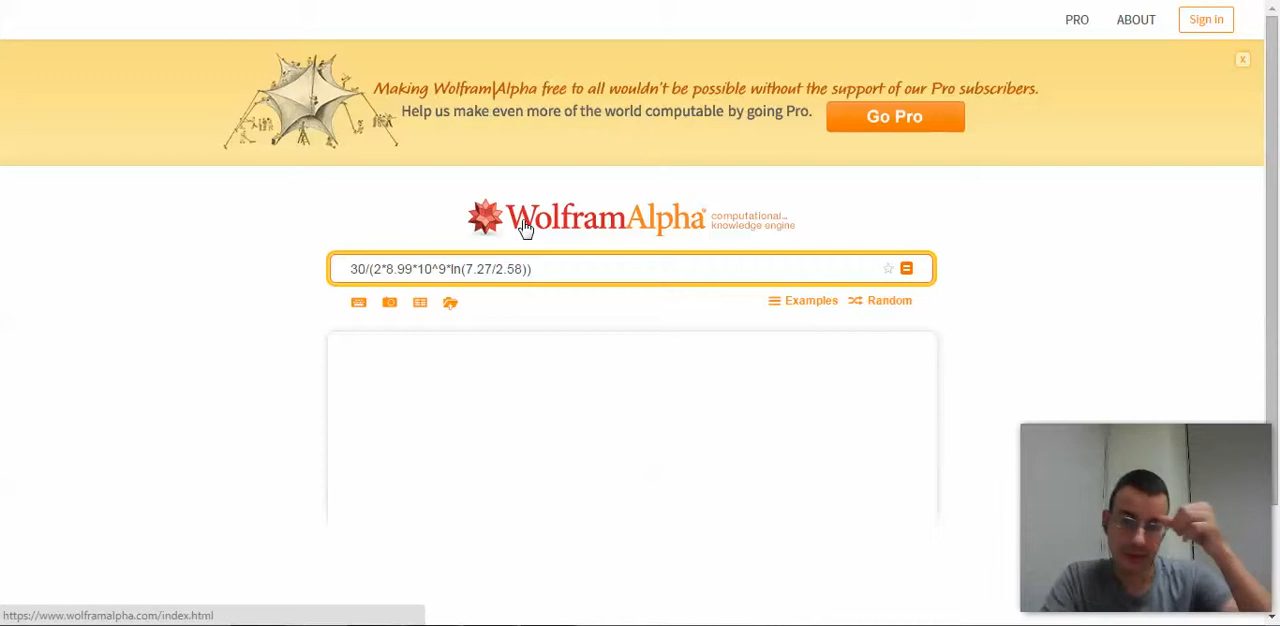 PRO ABOUT Sign in
x
Making Wolfram|Alpha free to all wouldn't be possible without the support of our Pro subscribers.
Help us make even more of the world computable by going Pro. Go Pro
WolframAlpha computational...
knowledge engine
30/(2*8.99*10^9*ln(7.27/2.58))
Examples Random
https://www.wolframalpha.com/index.html